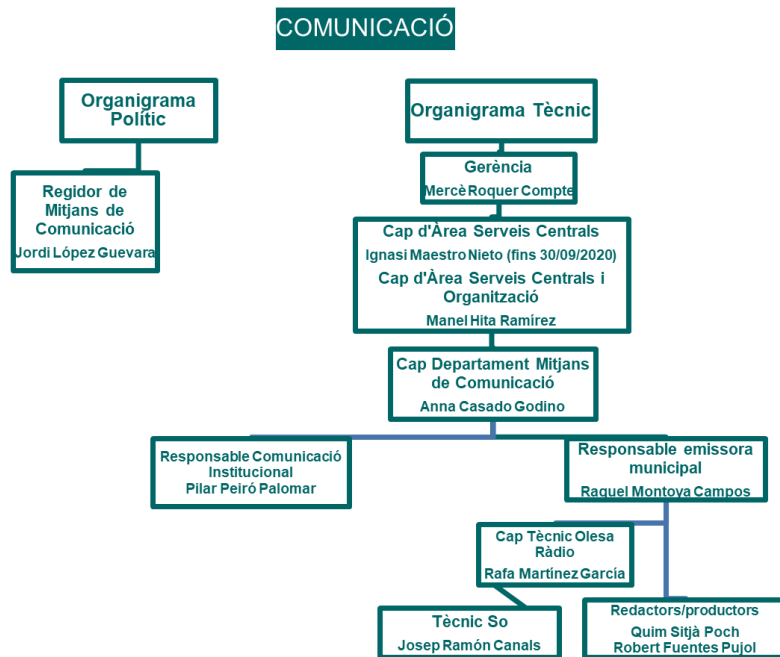 COMUNICACIÓ
Organigrama
Polític
Regidor de
Mitjans de
Comunicació
Jordi López Guevara
Organigrama Tècnic
Gerència
Mercè Roquer Compte
Cap d'Àrea Serveis Centrals
Ignasi Maestro Nieto (fins 30/09/2020)
Cap d'Àrea Serveis Centrals i
Organització
Manel Hita Ramírez
Cap Departament Mitjans
de Comunicació
Anna Casado Godino
Responsable Comunicació
Institucional
Pilar Peiró Palomar
Responsable emissora
municipal
Raquel Montoya Campos
Cap Tècnic Olesa
Ràdio
Rafa Martínez García
Tècnic So
Josep Ramón Canals
Redactors/productors
Quim Sitjà Poch
Robert Fuentes Pujol